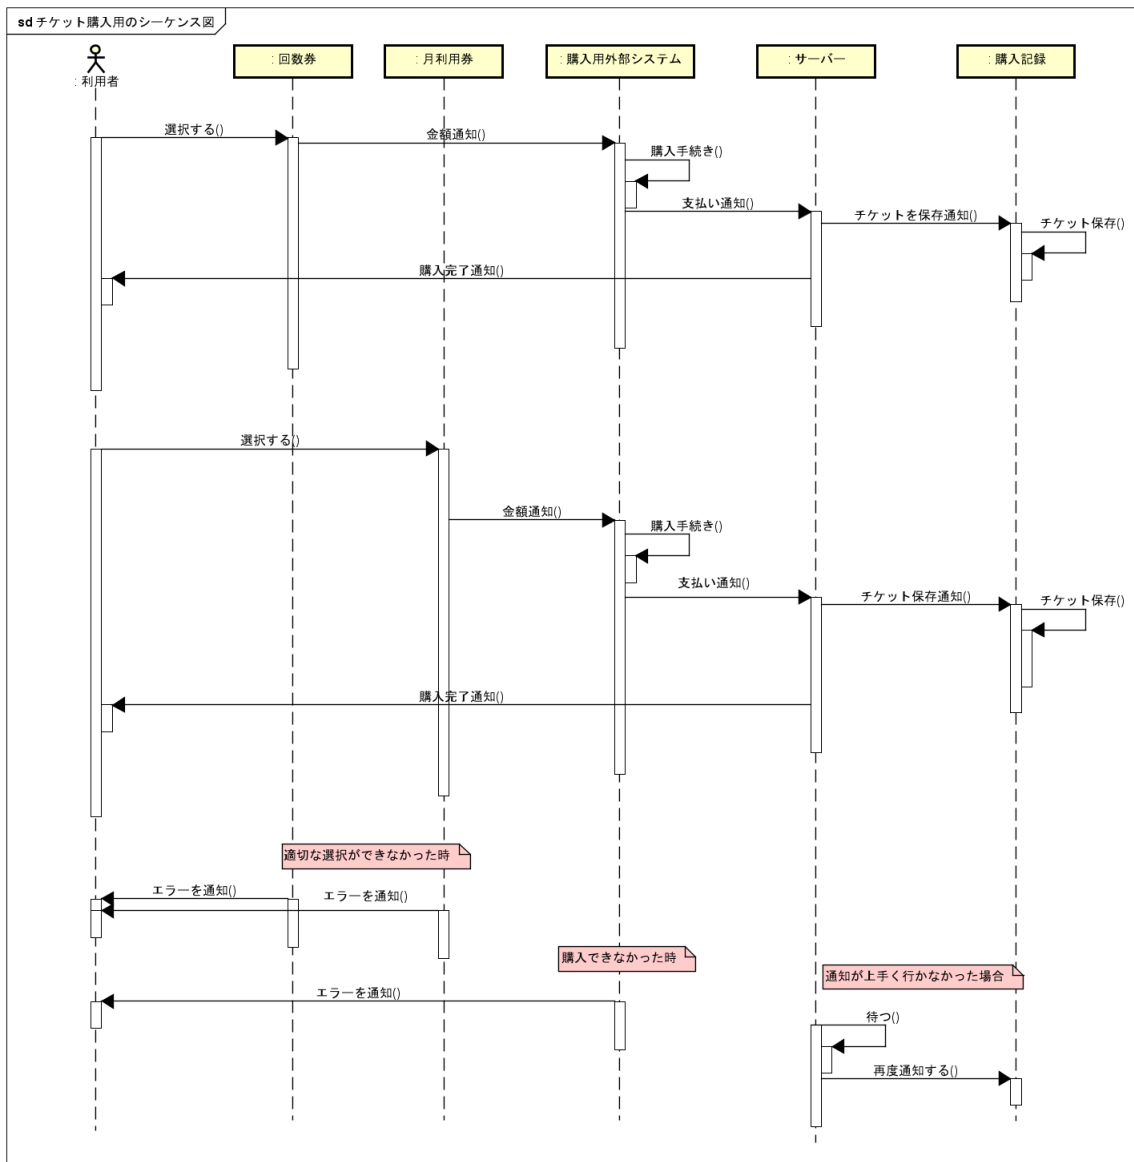 sd チケット購入用のシーケンス図
: 利用者
: 回数券
: 月利用券
: 購入用外部システム
: サーバー
: 購入記録
選択する()
金額通知()
購入手続き()
支払い通知()
チケットを保存通知()
チケット保存()
購入完了通知()
選択する()
金額通知()
購入手続き()
支払い通知()
チケット保存通知()
チケット保存()
購入完了通知()
適切な選択ができなかった時
エラーを通知()
エラーを通知()
購入できなかった時
通知が上手く行かなかった場合
エラーを通知()
待つ()
再度通知する()